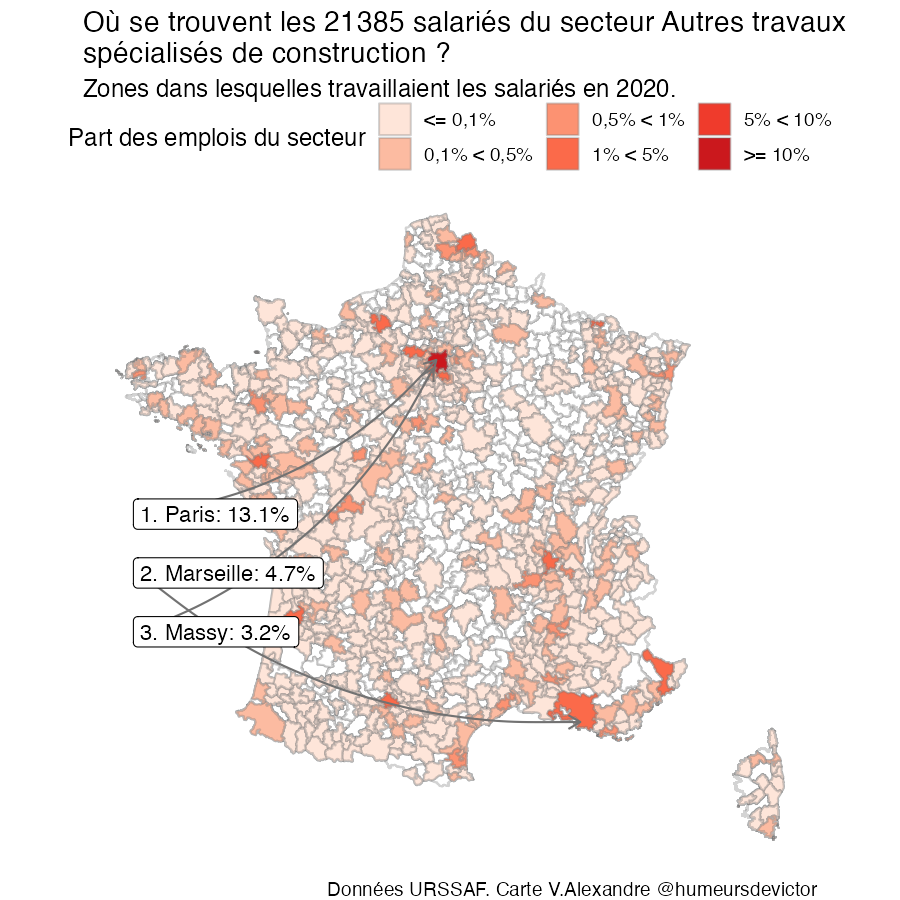 Où se trouvent les 21385 salariés du secteur Autres travaux
spécialisés de construction ?
Zones dans lesquelles travaillaient les salariés en 2020.
Part des emplois du secteur
<= 0,1%
0,1% < 0,5%
0,5% < 1%
1% < 5%
5% < 10%
>= 10%
1. Paris: 13.1%
2. Marseille: 4.7%
3. Massy: 3.2%
Données URSSAF. Carte V.Alexandre @humeursdevictor